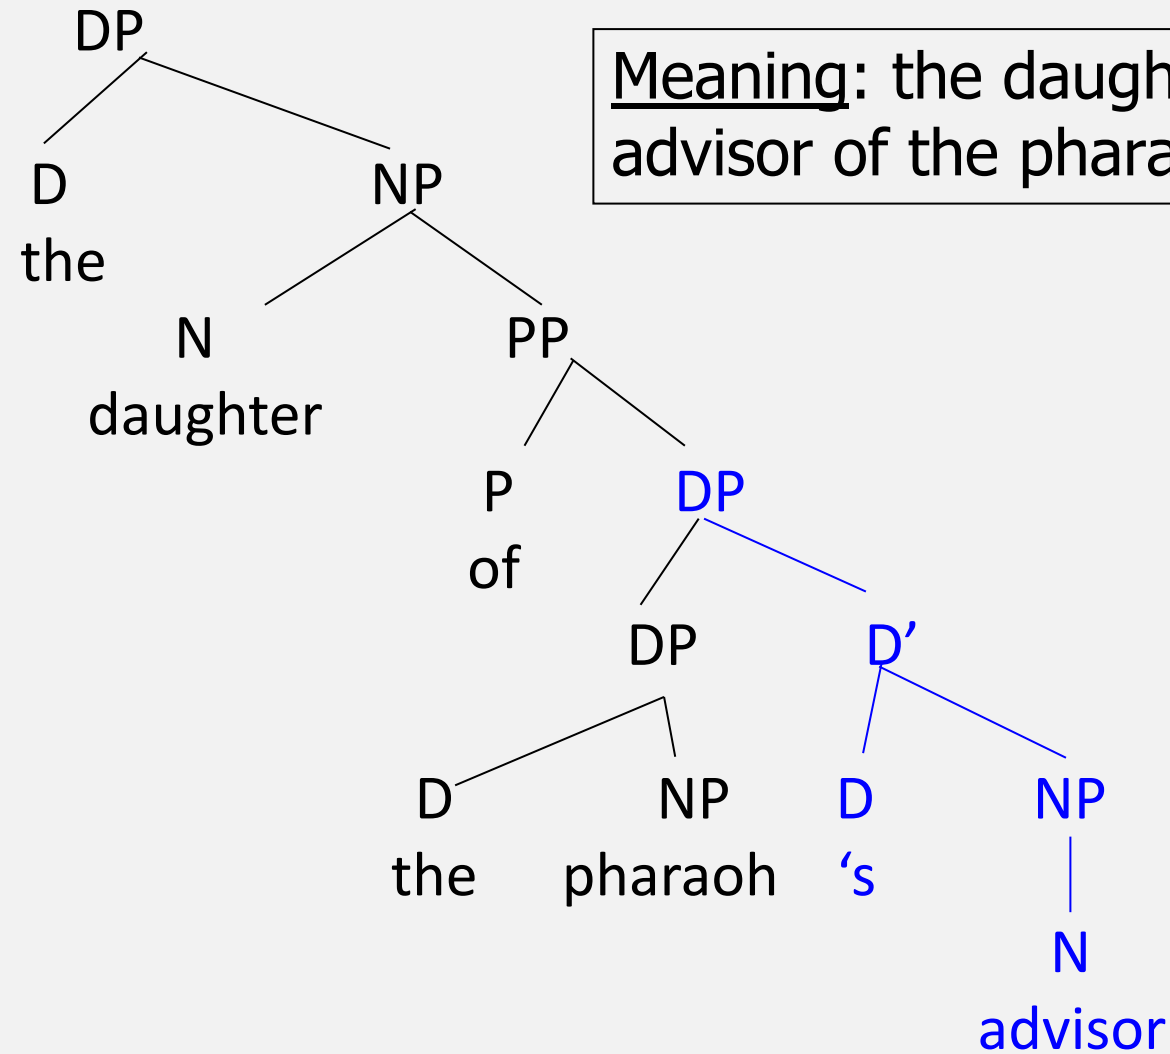 DP
Meaning: the daugh
advisor of the phara
D NP
the
N PP
daughter
P DP
of
DP D’
D NP D NP
the pharaoh ‘s
N
advisor